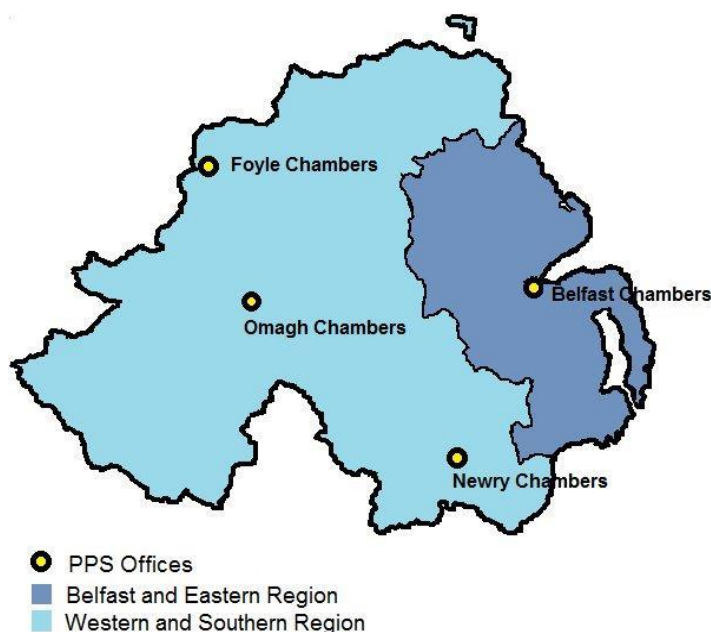 Foyle Chambers
Belfast Chambers
Omagh Chambers
Newry Chambers
PPS Offices
Belfast and Eastern Region
Western and Southern Region